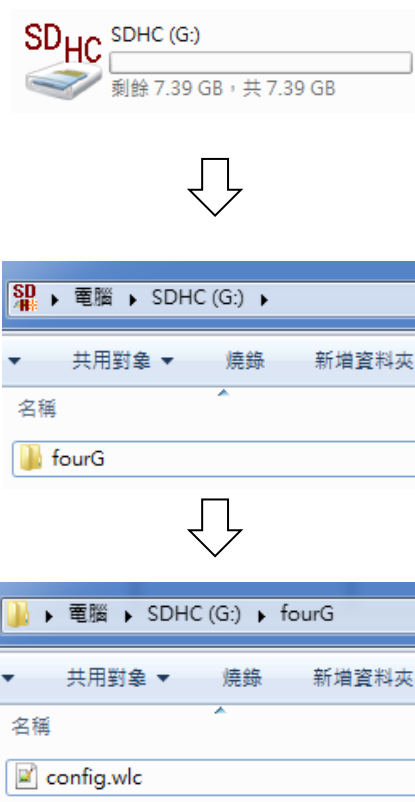 SDHC SDHC (G:)
剩餘 7.39 GB，共 7.39 GB
SD ▸ 電腦 ▸ SDHC (G:) ▸
共用對象 燒錄 新增資料夾
名稱
fourG
電腦 ▸ SDHC (G:) ▸ fourG
共用對象 燒錄 新增資料夾
名稱
config.wlc